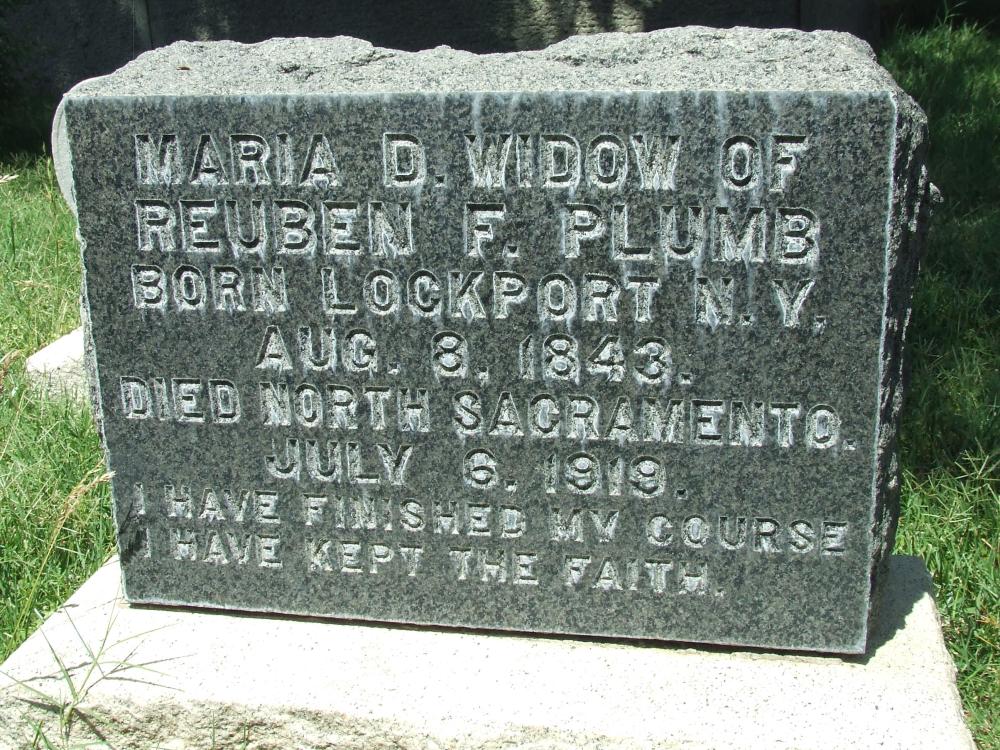 MARIA D. WIDOW OF
REUBEN F. PLUMB
BORN LOCKPORT N.Y.
AUG. 8, 1843.
DIED NORTH SACRAMENTO.
JULY 6. 1919.
I HAVE FINISHED MY COURSE
I HAVE KEPT THE FAITH.